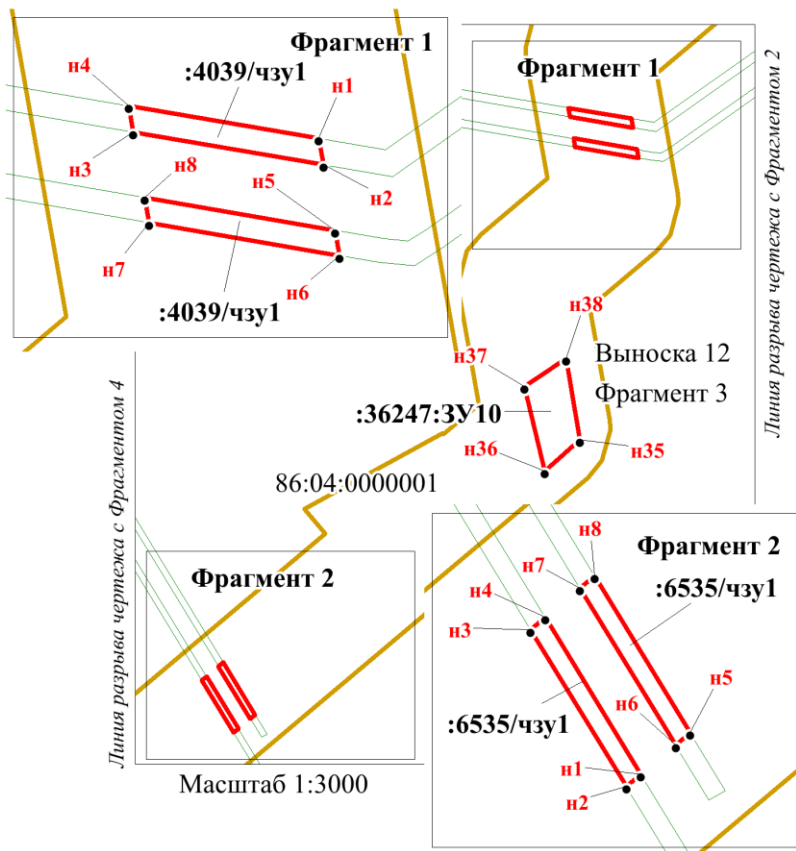 Фрагмент 1
:4039/чзу1
н4
н1
н3
н2
н8
н5
н7
н6
:4039/чзу1
Фрагмент 1
Линия разрыва чертежа с Фрагментом 2
н38
н37
Выноска 12
Фрагмент 3
:36247:ЗУ10
н36
н35
86:04:0000001
Линия разрыва чертежа с Фрагментом 4
Фрагмент 2
Масштаб 1:3000
Фрагмент 2
н8
н7
:6535/чзу1
н4
н3
н5
н6
:6535/чзу1
н1
н2